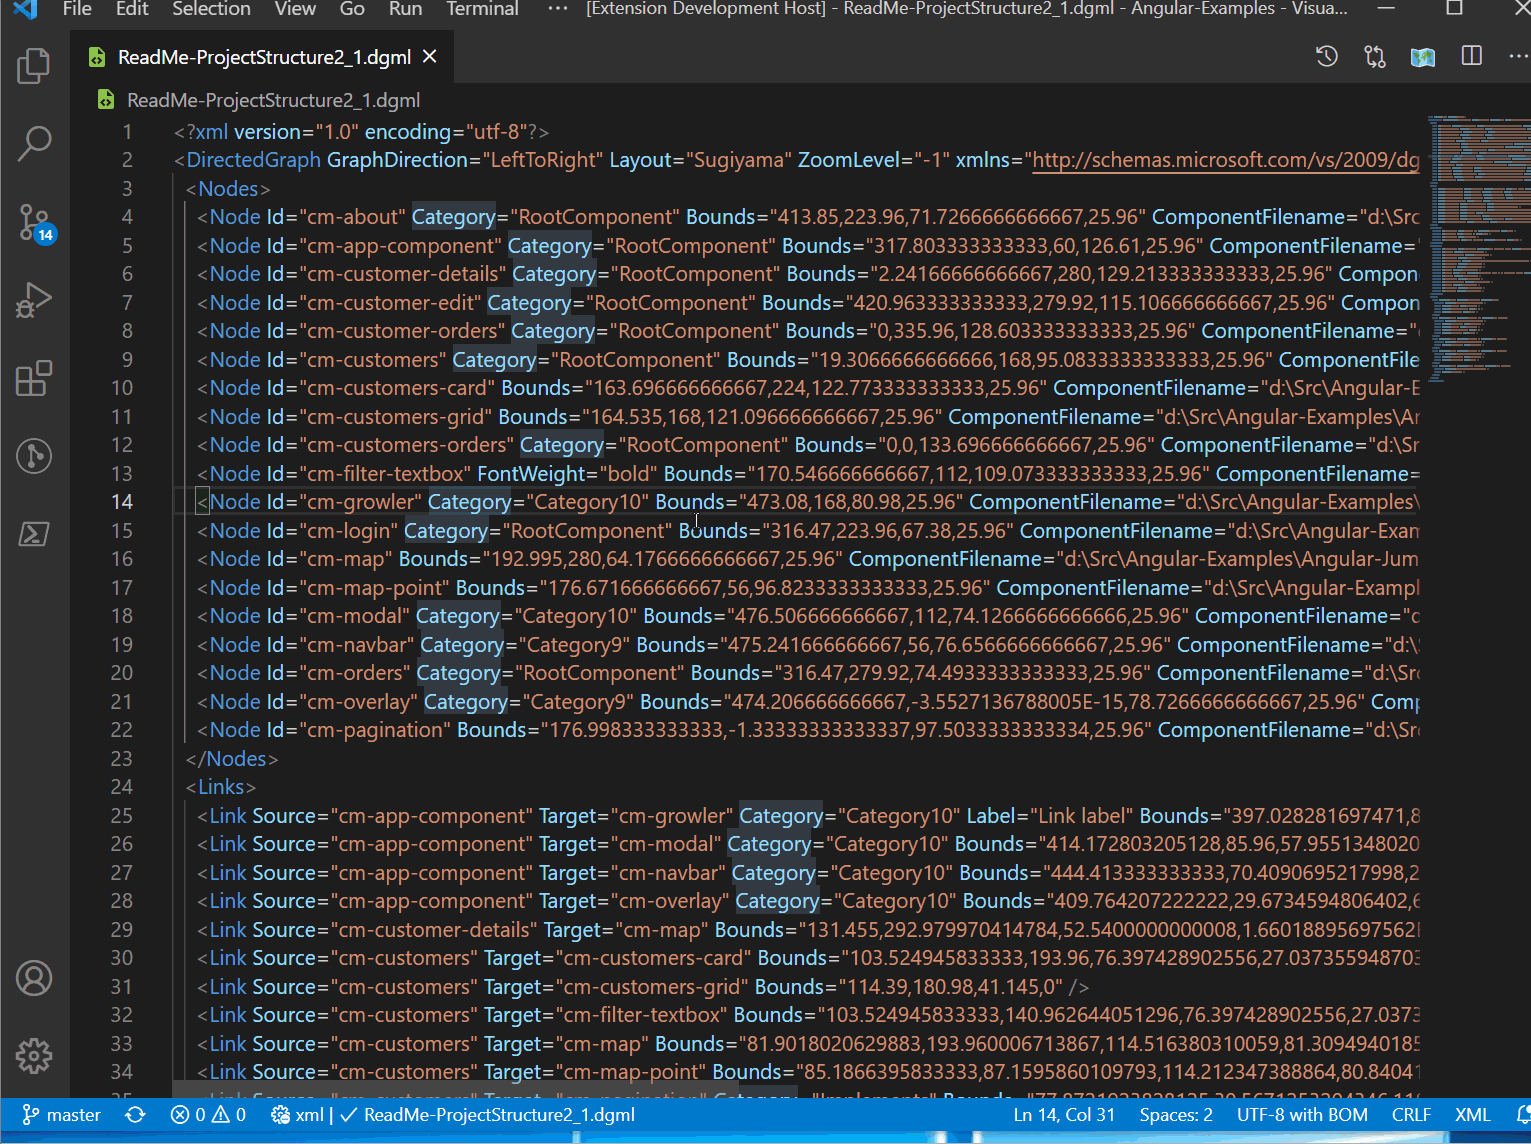 File Edit Selection View Go Run Terminal ··· [Extension Development Host] - ReadMe-ProjectStructure2_1.dgml - Angular-Examples - Visua...
ReadMe-ProjectStructure2_1.dgml
ReadMe-ProjectStructure2_1.dgml
1 <?xml version="1.0" encoding="utf-8"?>
2 <DirectedGraph GraphDirection="LeftToRight" Layout="Sugiyama" ZoomLevel="-1" xmlns="http://schemas.microsoft.com/vs/2009/dg
3 <Nodes>
4 <Node Id="cm-about" Category="RootComponent" Bounds="413.85,223.96,71.7266666666667,25.96" ComponentFilename="d:\Src
5 <Node Id="cm-app-component" Category="RootComponent" Bounds="317.803333333333,60,126.61,25.96" ComponentFilename="
6 <Node Id="cm-customer-details" Category="RootComponent" Bounds="2.24166666666667,280,129.213333333333,25.96" Compon
7 <Node Id="cm-customer-edit" Category="RootComponent" Bounds="420.963333333333,279.92,115.106666666667,25.96" Compon
8 <Node Id="cm-customer-orders" Category="RootComponent" Bounds="0,335.96,128.603333333333,25.96" ComponentFilename="
9 <Node Id="cm-customers" Category="RootComponent" Bounds="19.3066666666666,168,95.0833333333333,25.96" ComponentFile
10 <Node Id="cm-customers-card" Bounds="163.696666666667,224,122.773333333333,25.96" ComponentFilename="d:\Src\Angular-E
11 <Node Id="cm-customers-grid" Bounds="164.535,168,121.096666666667,25.96" ComponentFilename="d:\Src\Angular-Examples\Ar
12 <Node Id="cm-customers-orders" Category="RootComponent" Bounds="0,0,133.696666666667,25.96" ComponentFilename="d:\Sr
13 <Node Id="cm-filter-textbox" FontWeight="bold" Bounds="170.546666666667,112,109.073333333333,25.96" ComponentFilename=
14 <Node Id="cm-growler" Category="Category10" Bounds="473.08,168,80.98,25.96" ComponentFilename="d:\Src\Angular-Examples\
15 <Node Id="cm-login" Category="RootComponent" Bounds="316.47,223.96,67.38,25.96" ComponentFilename="d:\Src\Angular-Exam
16 <Node Id="cm-map" Bounds="192.995,280,64.1766666666667,25.96" ComponentFilename="d:\Src\Angular-Examples\Angular-Jum
17 <Node Id="cm-map-point" Bounds="176.671666666667,56,96.8233333333333,25.96" ComponentFilename="d:\Src\Angular-Exampl
18 <Node Id="cm-modal" Category="Category10" Bounds="476.506666666667,112,74.1266666666666,25.96" ComponentFilename="d
19 <Node Id="cm-navbar" Category="Category9" Bounds="475.241666666667,56,76.6566666666667,25.96" ComponentFilename="d:\S
20 <Node Id="cm-orders" Category="RootComponent" Bounds="316.47,279.92,74.4933333333333,25.96" ComponentFilename="d:\Src
21 <Node Id="cm-overlay" Category="Category9" Bounds="474.206666666667,-3.5527136788005E-15,78.7266666666667,25.96" Comp
22 <Node Id="cm-pagination" Bounds="176.998333333333,-1.33333333333337,97.5033333333334,25.96" ComponentFilename="d:\Src
23 </Nodes>
24 <Links>
25 <Link Source="cm-app-component" Target="cm-growler" Category="Category10" Label="Link label" Bounds="397.028281697471,8
26 <Link Source="cm-app-component" Target="cm-modal" Category="Category10" Bounds="414.172803205128,85.96,57.9551348020
27 <Link Source="cm-app-component" Target="cm-navbar" Category="Category10" Bounds="444.413333333333,70.4090695217998,2
28 <Link Source="cm-app-component" Target="cm-overlay" Category="Category10" Bounds="409.764207222222,29.6734594806402,6
29 <Link Source="cm-customer-details" Target="cm-map" Bounds="131.455,292.979970414784,52.5400000000008,1.66018895697562E
30 <Link Source="cm-customers" Target="cm-customers-card" Bounds="103.524945833333,193.96,76.397428902556,27.037355948703
31 <Link Source="cm-customers" Target="cm-customers-grid" Bounds="114.39,180.98,41.145,0" />
32 <Link Source="cm-customers" Target="cm-filter-textbox" Bounds="103.524945833333,140.962644051296,76.397428902556,27.0373
33 <Link Source="cm-customers" Target="cm-map" Bounds="81.9018020629883,193.960006713867,114.516380310059,81.3094940185
34 <Link Source="cm-customers" Target="cm-map-point" Bounds="85.1866395833333,87.1595860109793,114.212347388864,80.84041
14
master 0 0 xml | ReadMe-ProjectStructure2_1.dgml Ln 14, Col 31 Spaces: 2 UTF-8 with BOM CRLF XML